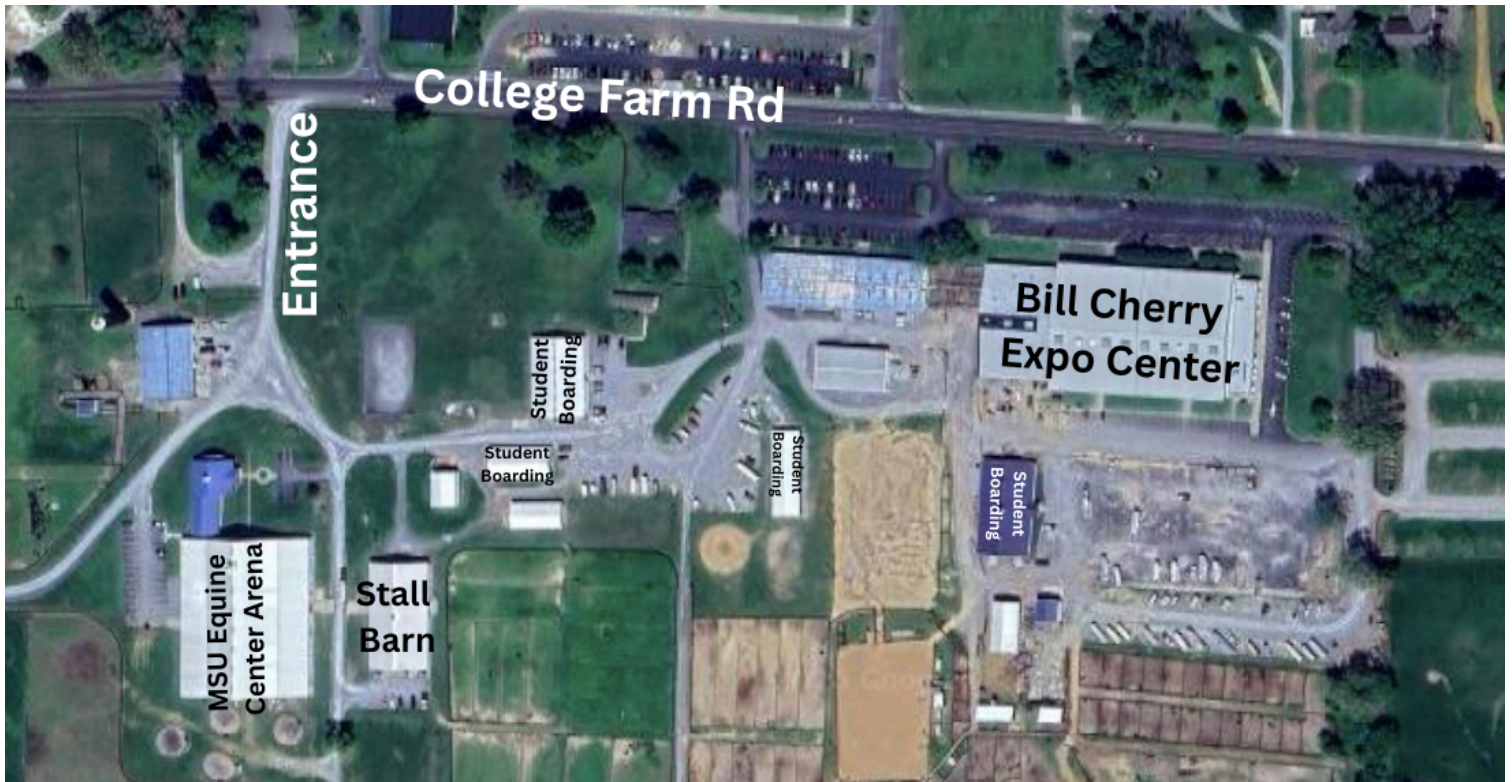 College Farm Rd
Entrance
Bill Cherry
Expo Center
Student
Boarding
Student
Boarding
Student
Boarding
Student
Boarding
MSU Equine
Center Arena
Stall
Barn